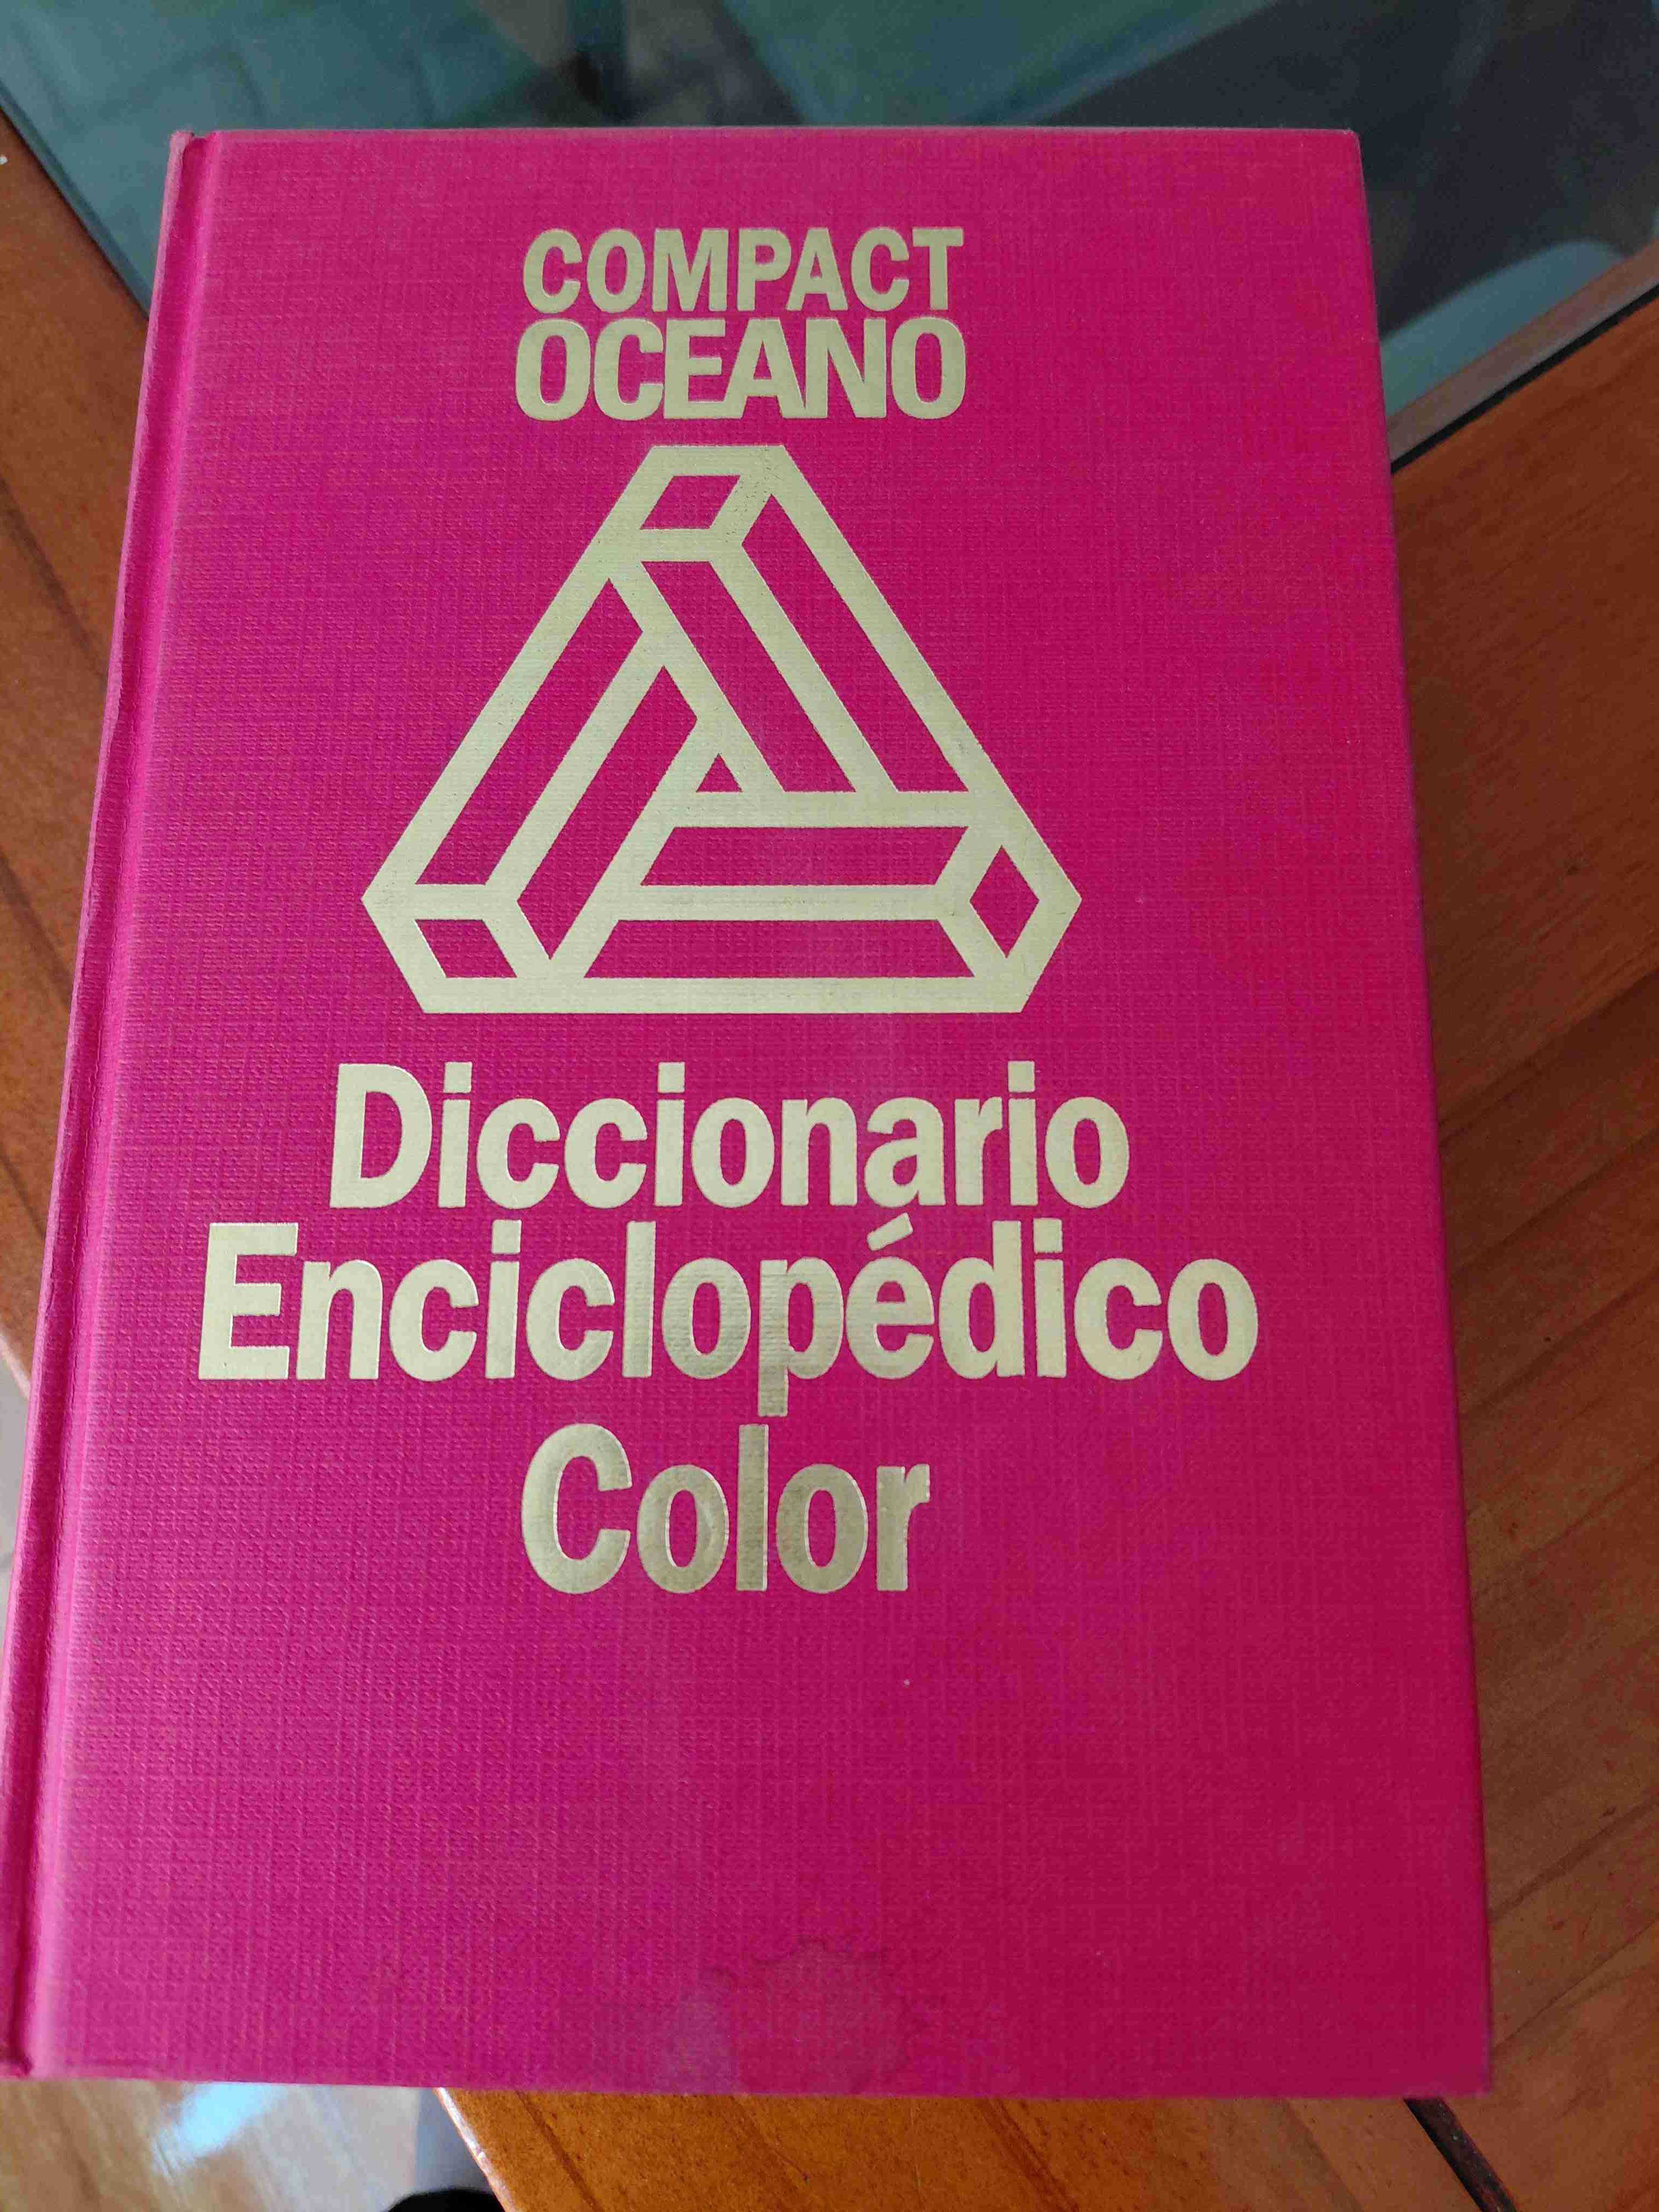 COMPACT
OCEANO
Diccionario
Enciclopédico
Color